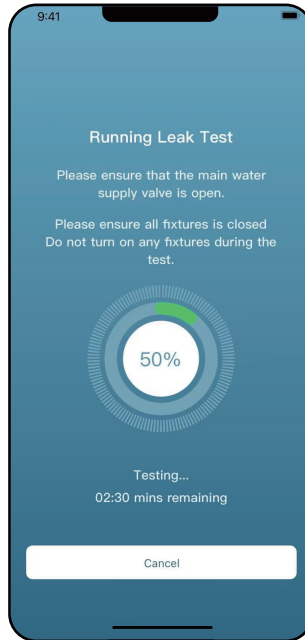 9:41
Running Leak Test
Please ensure that the main water
supply valve is open.
Please ensure all fixtures is closed
Do not turn on any fixtures during the
test.
50%
Testing...
02:30 mins remaining
Cancel